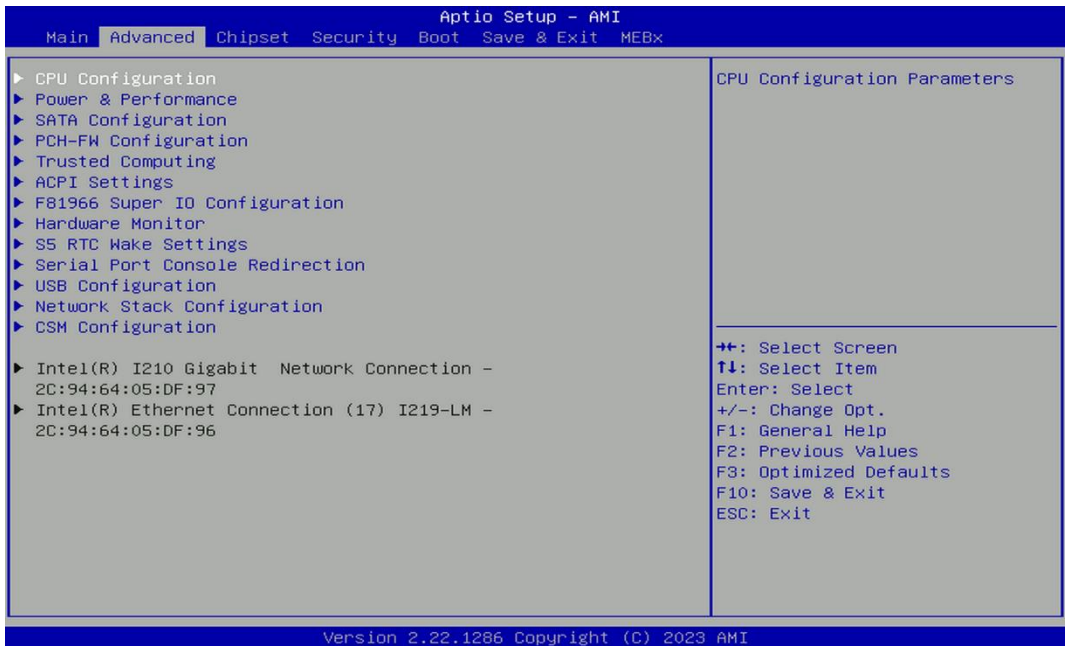 Aptio Setup – AMI
Main Advanced Chipset Security Boot Save & Exit MEBx
▶ CPU Configuration
▶ Power & Performance
▶ SATA Configuration
▶ PCH-FW Configuration
▶ Trusted Computing
▶ ACPI Settings
▶ F81966 Super IO Configuration
▶ Hardware Monitor
▶ S5 RTC Wake Settings
▶ Serial Port Console Redirection
▶ USB Configuration
▶ Network Stack Configuration
▶ CSM Configuration
▶ Intel(R) I210 Gigabit  Network Connection –
2C:94:64:05:DF:97
▶ Intel(R) Ethernet Connection (17) I219-LM –
2C:94:64:05:DF:96
CPU Configuration Parameters
→←: Select Screen
↑↓: Select Item
Enter: Select
+/-: Change Opt.
F1: General Help
F2: Previous Values
F3: Optimized Defaults
F10: Save & Exit
ESC: Exit
Version 2.22.1286 Copyright (C) 2023 AMI